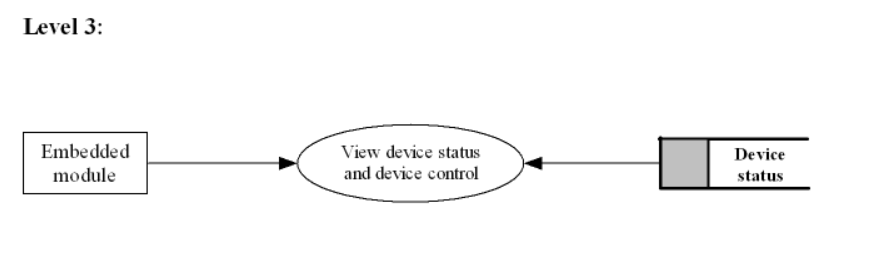 Level 3:
Embedded
module
View device status
and device control
Device
status